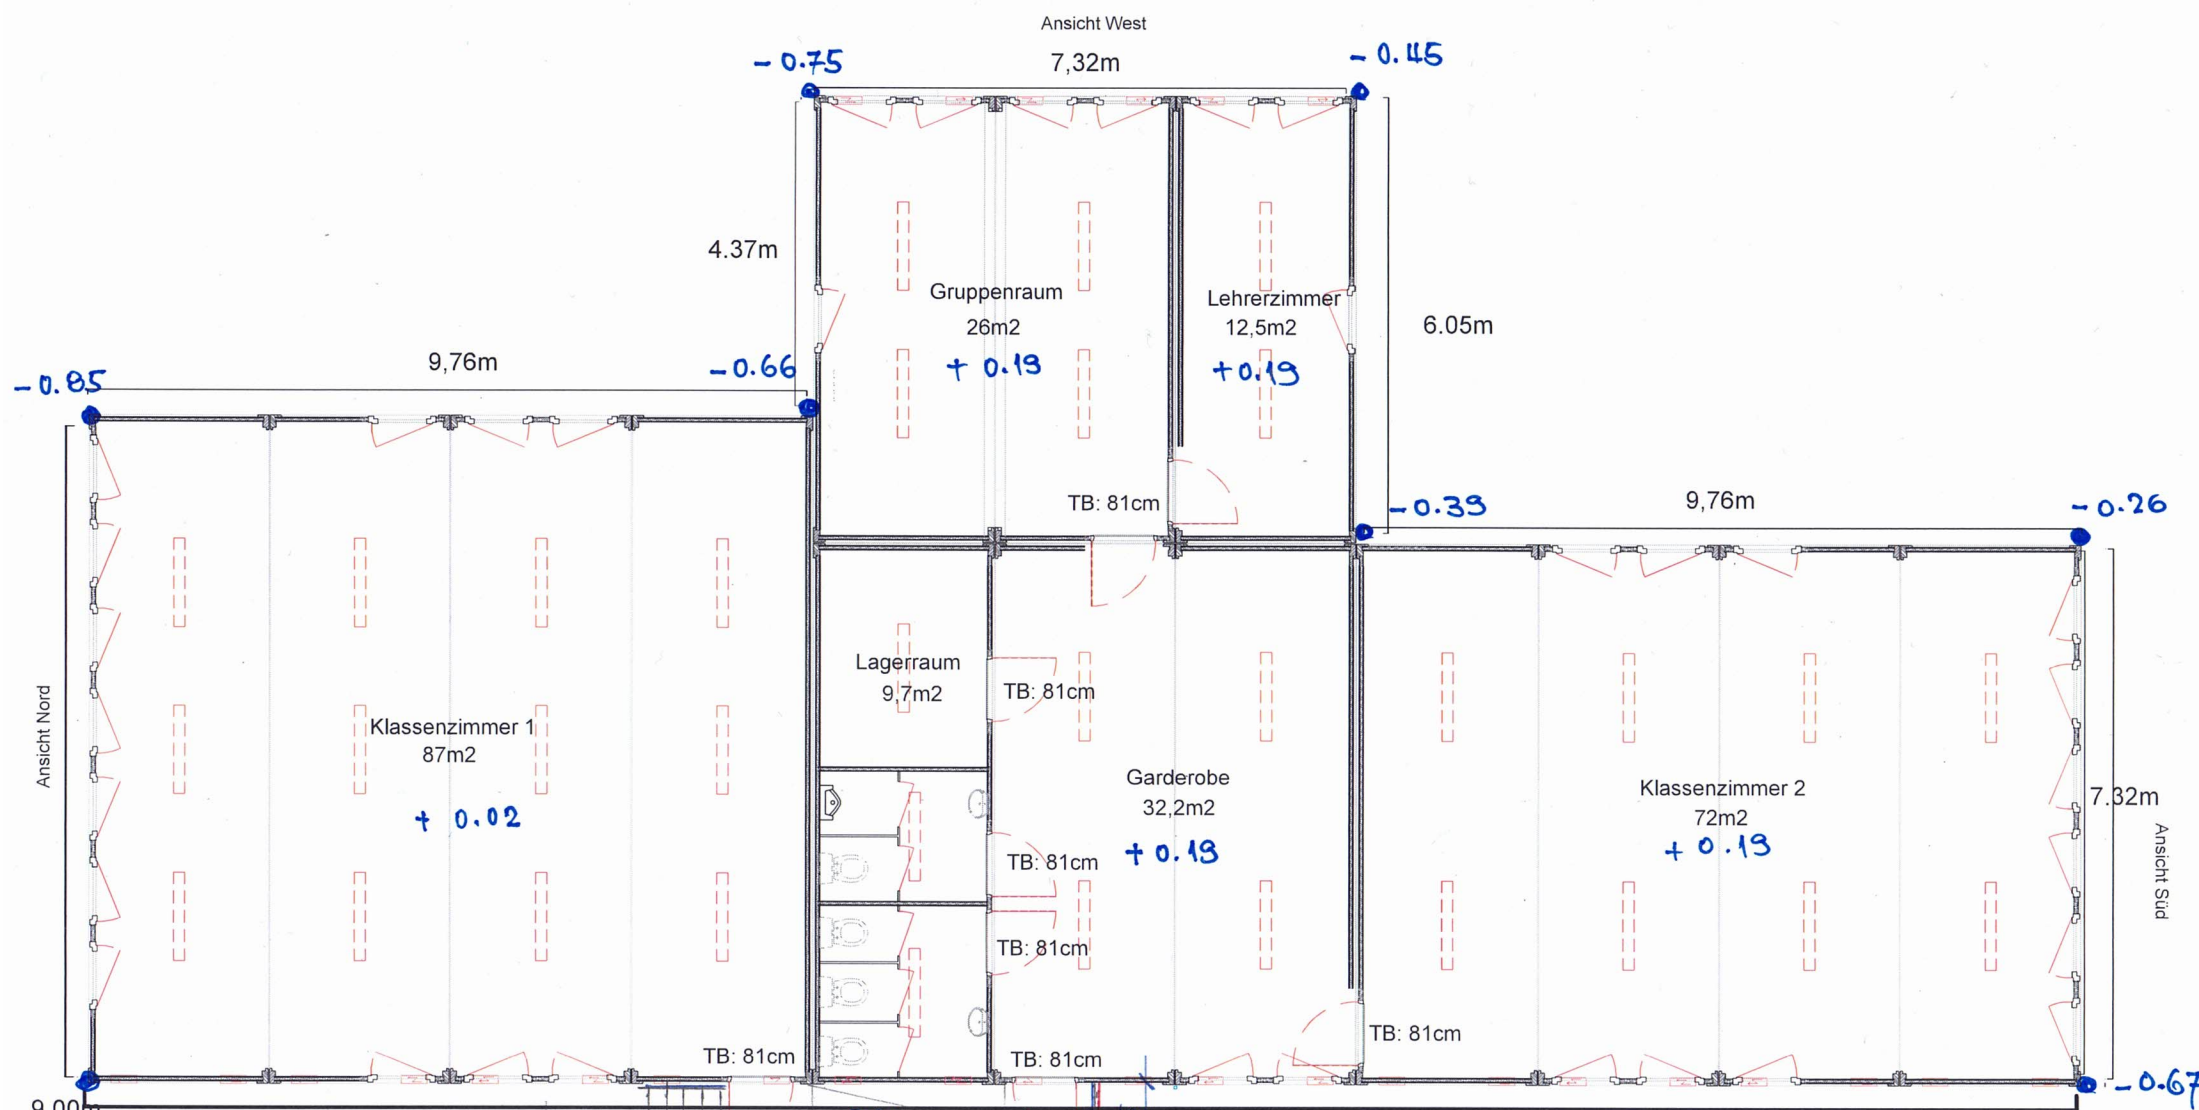 Ansicht West
- 0.75
7,32m
- 0.45
4.37m
Gruppenraum
26m2
+ 0.19
Lehrerzimmer
12,5m2
+0.19
6.05m
9,76m
- 0.66
- 0.85
TB: 81cm
- 0.39
9,76m
- 0.26
Lagerraum
9,7m2
TB: 81cm
Ansicht Nord
Klassenzimmer 1
87m2
+ 0.02
Garderobe
32,2m2
+ 0.19
Klassenzimmer 2
72m2
+ 0.19
7.32m
Ansicht Süd
TB: 81cm
TB: 81cm
TB: 81cm
TB: 81cm
TB: 81cm
- 0.67
9.00m